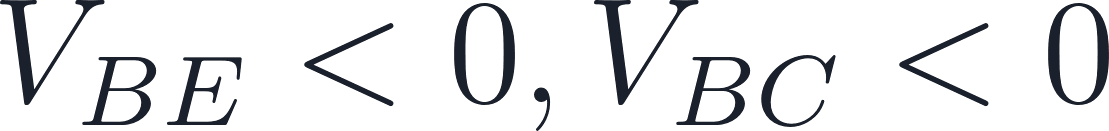 V_{BE} < 0, V_{BC} < 0